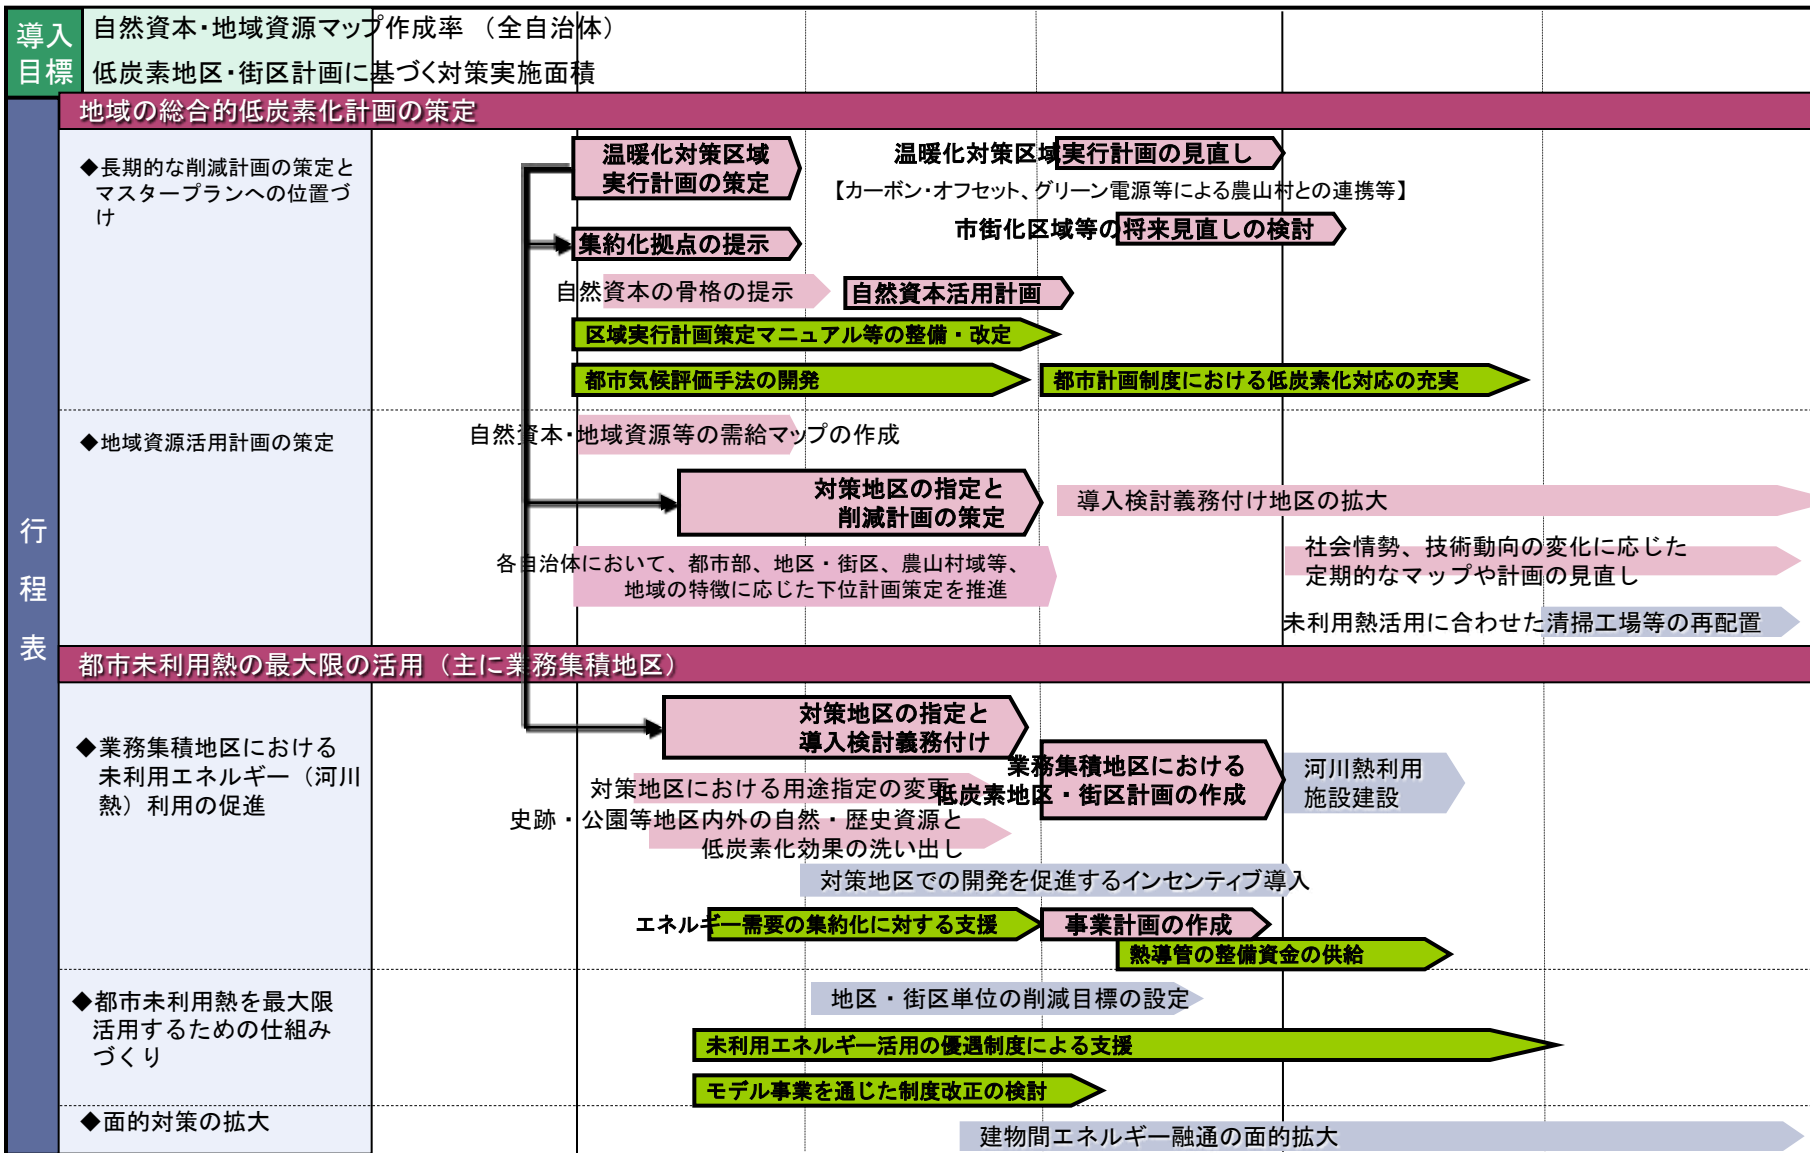 導入
目標
自然資本・地域資源マップ作成率 （全自治体）
低炭素地区・街区計画に基づく対策実施面積
行
程
表
地域の総合的低炭素化計画の策定
◆長期的な削減計画の策定と
マスタープランへの位置づ
け
温暖化対策区域
実行計画の策定
温暖化対策区域実行計画の見直し
【カーボン・オフセット、グリーン電源等による農山村との連携等】
市街化区域等の将来見直しの検討
集約化拠点の提示
自然資本の骨格の提示
自然資本活用計画
区域実行計画策定マニュアル等の整備・改定
都市気候評価手法の開発
都市計画制度における低炭素化対応の充実
◆地域資源活用計画の策定
自然資本・地域資源等の需給マップの作成
対策地区の指定と
削減計画の策定
導入検討義務付け地区の拡大
各自治体において、都市部、地区・街区、農山村域等、
地域の特徴に応じた下位計画策定を推進
社会情勢、技術動向の変化に応じた
定期的なマップや計画の見直し
未利用熱活用に合わせた清掃工場等の再配置
都市未利用熱の最大限の活用（主に業務集積地区）
◆業務集積地区における
未利用エネルギー（河川
熱）利用の促進
対策地区の指定と
導入検討義務付け
業務集積地区における
低炭素地区・街区計画の作成
河川熱利用
施設建設
対策地区における用途指定の変更
史跡・公園等地区内外の自然・歴史資源と
低炭素化効果の洗い出し
対策地区での開発を促進するインセンティブ導入
エネルギー需要の集約化に対する支援
事業計画の作成
熱導管の整備資金の供給
◆都市未利用熱を最大限
活用するための仕組み
づくり
地区・街区単位の削減目標の設定
未利用エネルギー活用の優遇制度による支援
モデル事業を通じた制度改正の検討
◆面的対策の拡大
建物間エネルギー融通の面的拡大